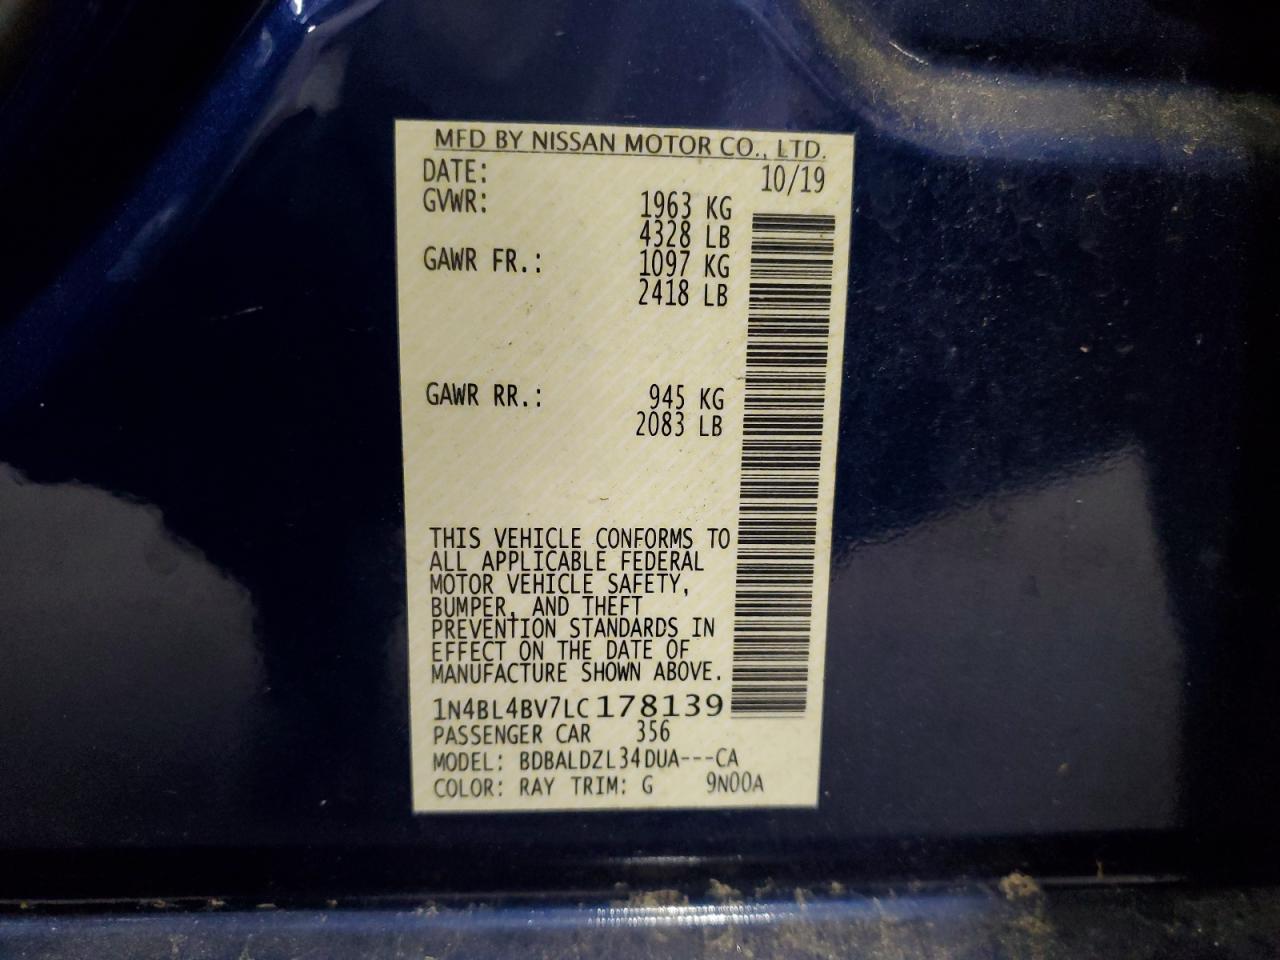 MFD BY NISSAN MOTOR CO., LTD.
DATE: 10/19
GVWR: 1963 KG
4328 LB
GAWR FR.: 1097 KG
2418 LB
GAWR RR.: 945 KG
2083 LB
THIS VEHICLE CONFORMS TO
ALL APPLICABLE FEDERAL
MOTOR VEHICLE SAFETY,
BUMPER, AND THEFT
PREVENTION STANDARDS IN
EFFECT ON THE DATE OF
MANUFACTURE SHOWN ABOVE.
1N4BL4BV7LC178139
PASSENGER CAR 356
MODEL: BDBALDZL34DUA---CA
COLOR: RAY TRIM: G 9N00A